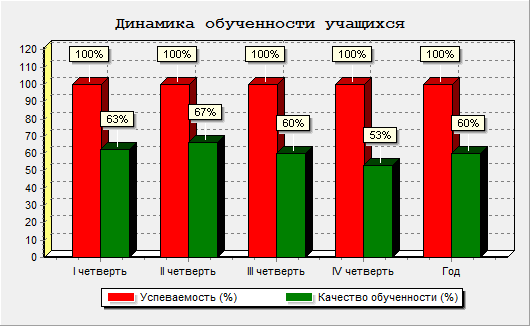 Динамика обученности учащихся
120
110
100
90
80
70
60
50
40
30
20
10
0
100% 100% 100% 100% 100%
63% 67% 60% 53% 60%
I четверть II четверть III четверть IV четверть Год
Успеваемость (%) Качество обученности (%)